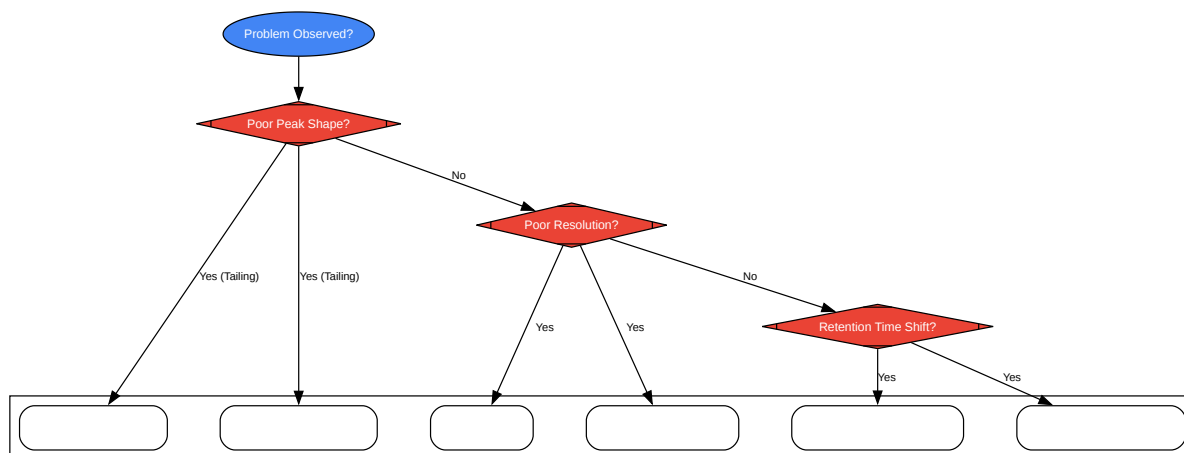 Problem Observed?
Poor Peak Shape?
No
Poor Resolution?
Yes (Tailing)
Yes (Tailing)
No
Yes
Yes
Retention Time Shift?
Yes
Yes